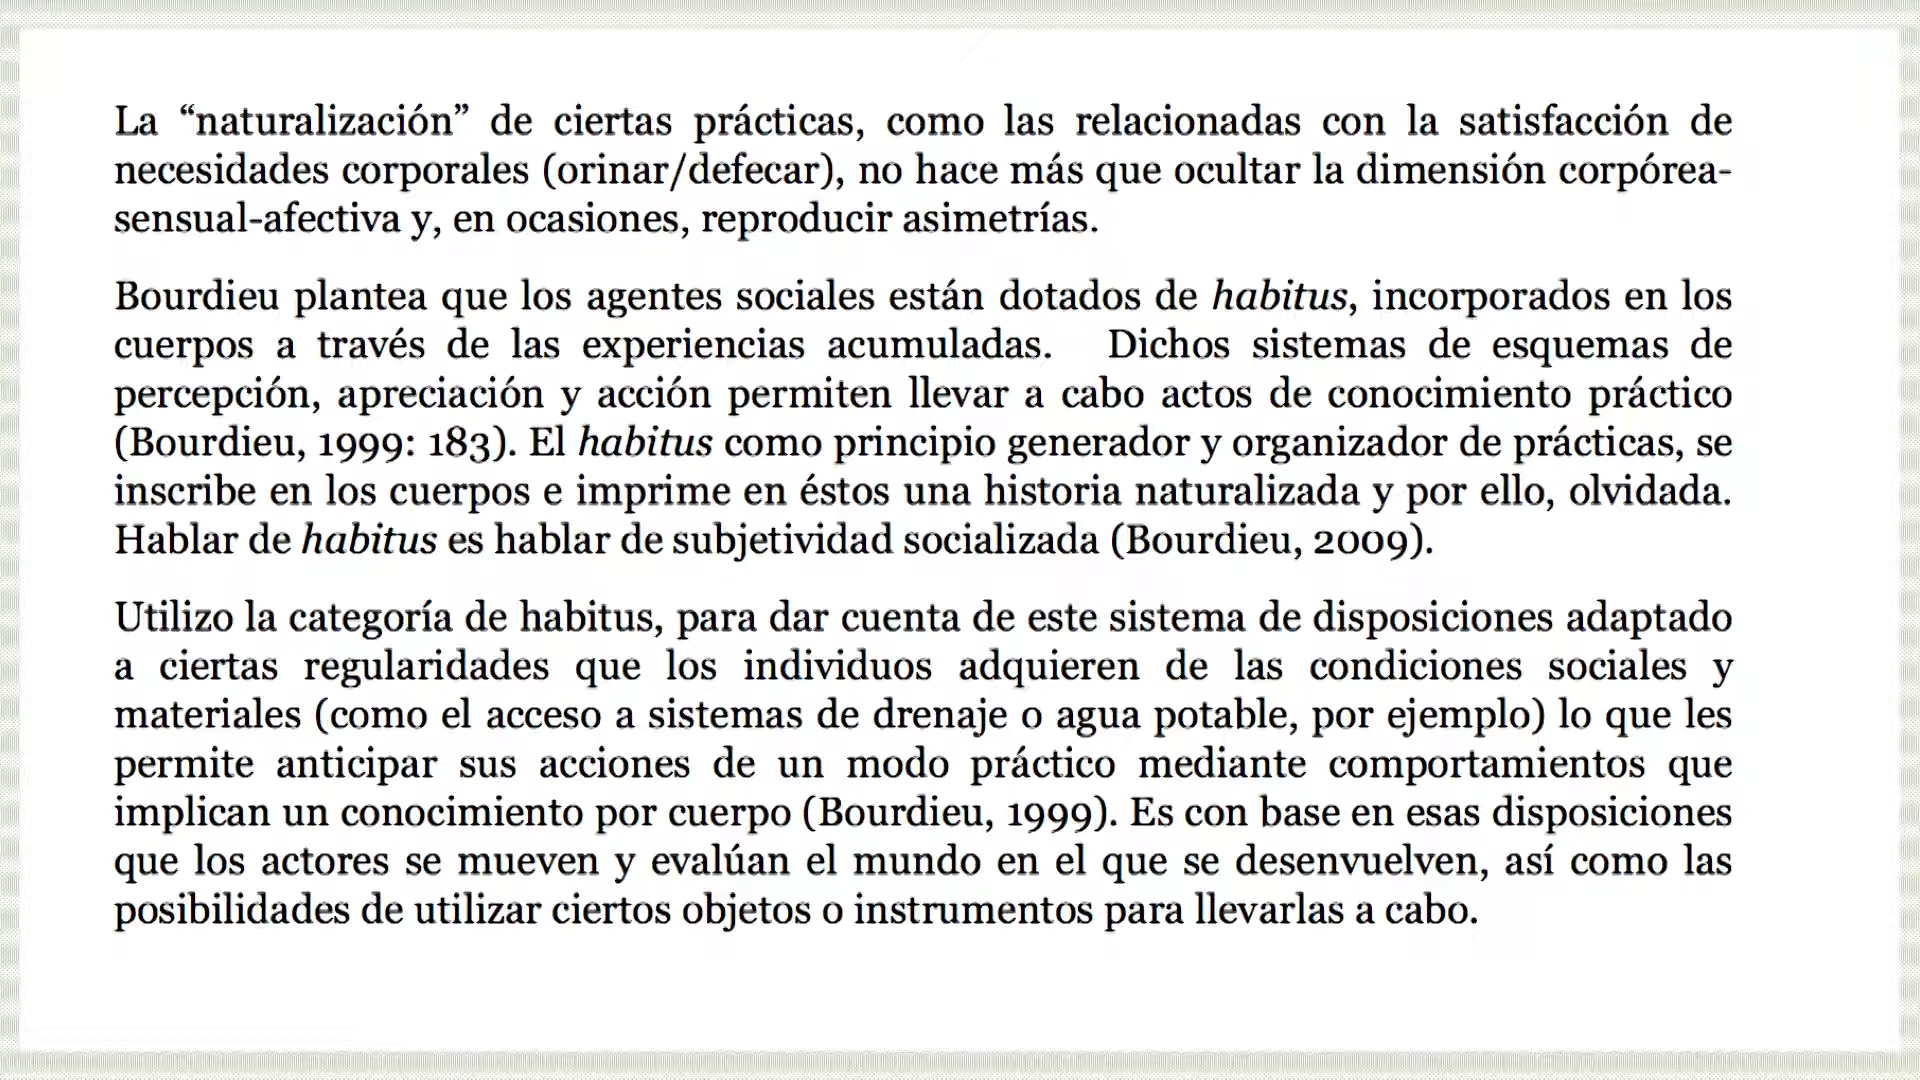 La “naturalización” de ciertas prácticas, como las relacionadas con la satisfacción de
necesidades corporales (orinar/defecar), no hace más que ocultar la dimensión corpórea-
sensual-afectiva y, en ocasiones, reproducir asimetrías.
Bourdieu plantea que los agentes sociales están dotados de habitus, incorporados en los
cuerpos a través de las experiencias acumuladas. Dichos sistemas de esquemas de
percepción, apreciación y acción permiten llevar a cabo actos de conocimiento práctico
(Bourdieu, 1999: 183). El habitus como principio generador y organizador de prácticas, se
inscribe en los cuerpos e imprime en éstos una historia naturalizada y por ello, olvidada.
Hablar de habitus es hablar de subjetividad socializada (Bourdieu, 2009).
Utilizo la categoría de habitus, para dar cuenta de este sistema de disposiciones adaptado
a ciertas regularidades que los individuos adquieren de las condiciones sociales y
materiales (como el acceso a sistemas de drenaje o agua potable, por ejemplo) lo que les
permite anticipar sus acciones de un modo práctico mediante comportamientos que
implican un conocimiento por cuerpo (Bourdieu, 1999). Es con base en esas disposiciones
que los actores se mueven y evalúan el mundo en el que se desenvuelven, así como las
posibilidades de utilizar ciertos objetos o instrumentos para llevarlas a cabo.